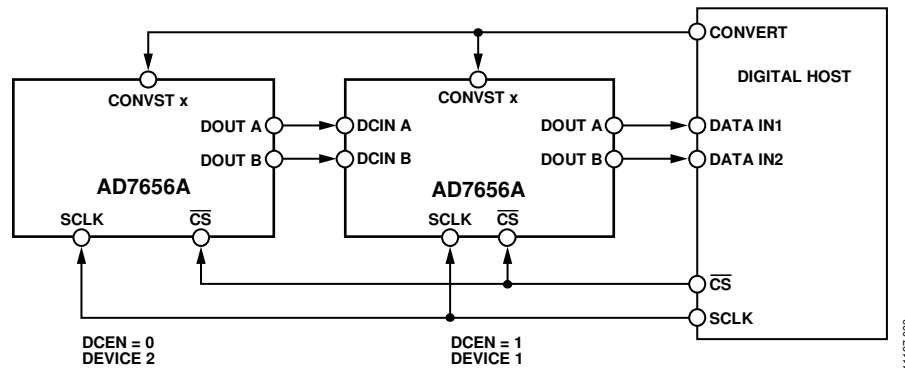 CONVERT
DIGITAL HOST
CONVST x
CONVST x
DOUT A
DCIN A
DOUT A
DATA IN1
DOUT B
DCIN B
DOUT B
DATA IN2
AD7656A
AD7656A
SCLK
CS
SCLK
CS
CS
SCLK
DCEN = 0
DEVICE 2
DCEN = 1
DEVICE 1